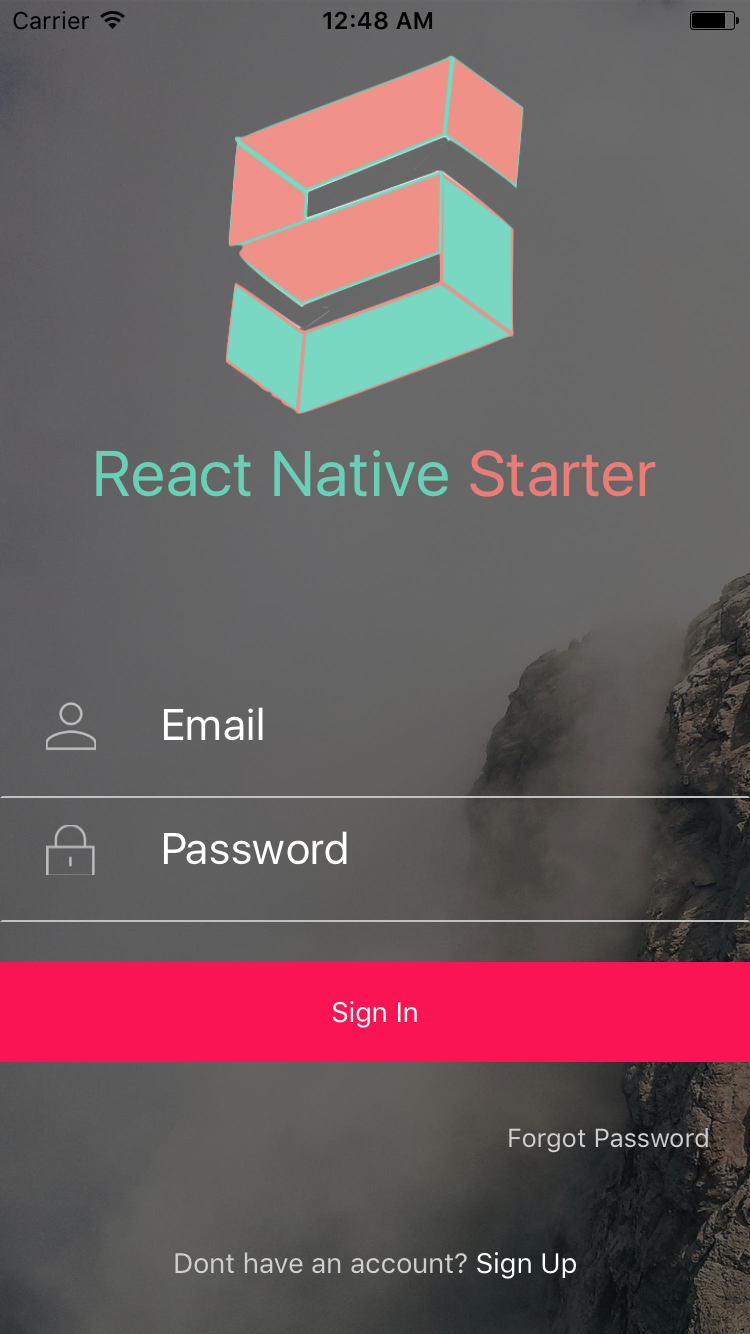 Carrier 12:48 AM
React Native Starter
Email
Password
Sign In
Forgot Password
Dont have an account? Sign Up